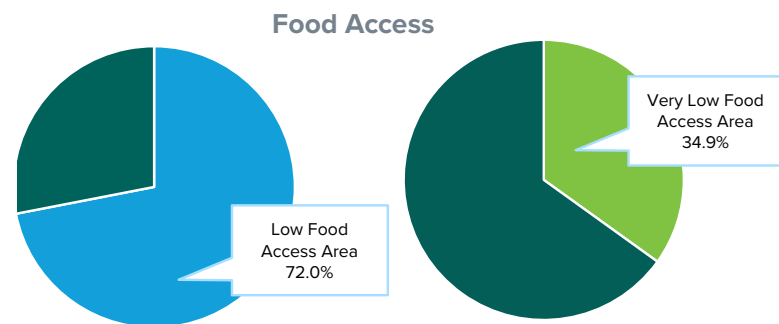 Food Access
Low Food
Access Area
72.0%
Very Low Food
Access Area
34.9%